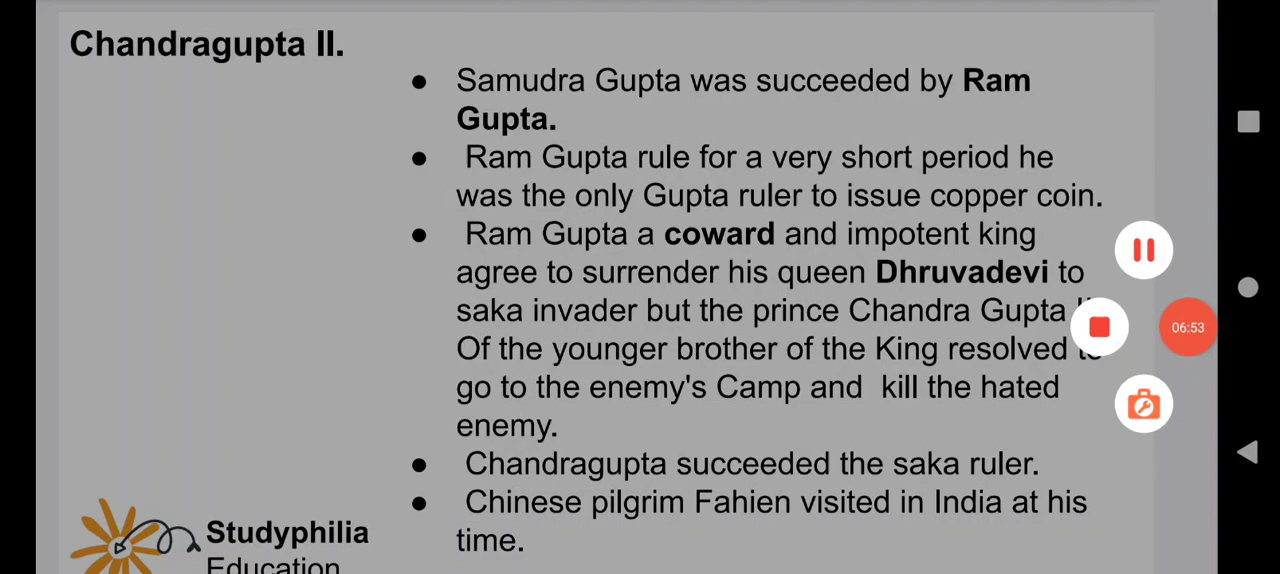 Chandragupta II.
● Samudra Gupta was succeeded by Ram
Gupta.
● Ram Gupta rule for a very short period he
was the only Gupta ruler to issue copper coin.
● Ram Gupta a coward and impotent king
agree to surrender his queen Dhruvadevi to
saka invader but the prince Chandra Gupta
Of the younger brother of the King resolved to
go to the enemy's Camp and kill the hated
enemy.
● Chandragupta succeeded the saka ruler.
● Chinese pilgrim Fahien visited in India at his
time.
Studyphilia
Education
06:53